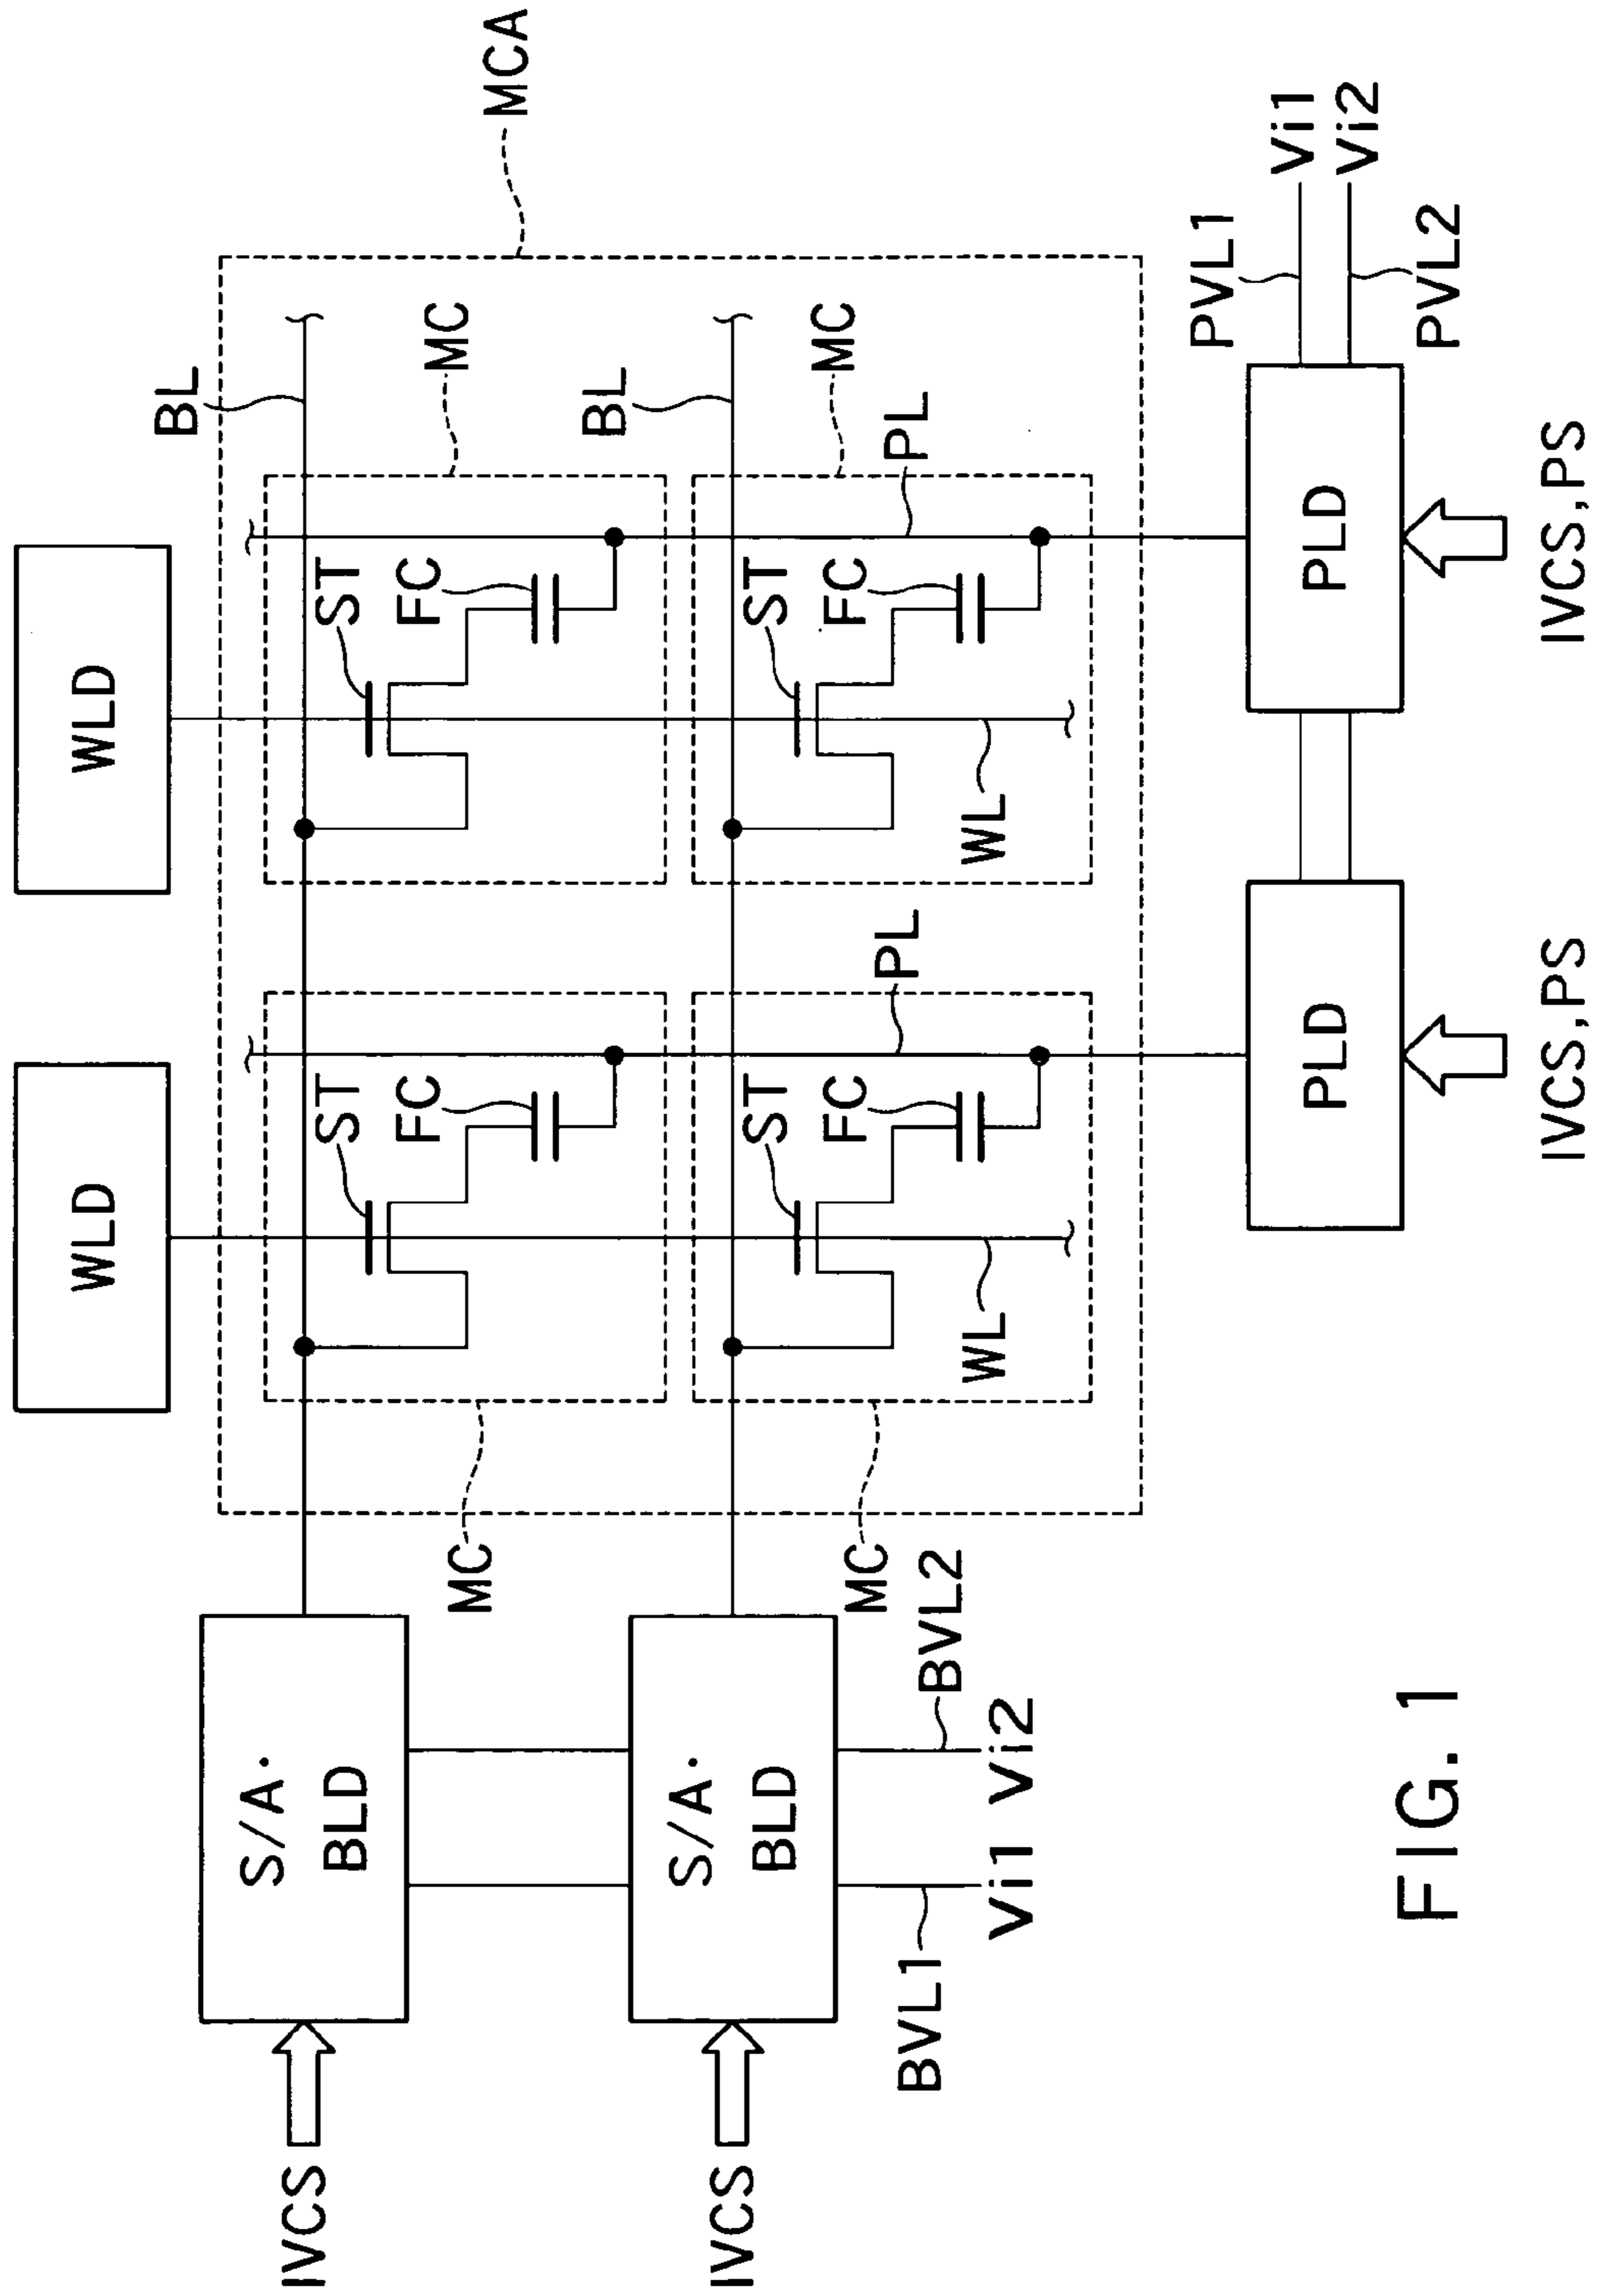 WLD
WLD
BL
MCA
IVCS
S/A·
BLD
ST
FC
ST
FC
MC
MC
BL
IVCS
S/A·
BLD
ST
FC
ST
FC
MC
MC
PL
PL
BVL1
BVL2
WL
WL
Vi1 Vi2
PVL1
Vi1
PLD
PLD
Vi2
PVL2
IVCS,PS
IVCS,PS
FIG. 1